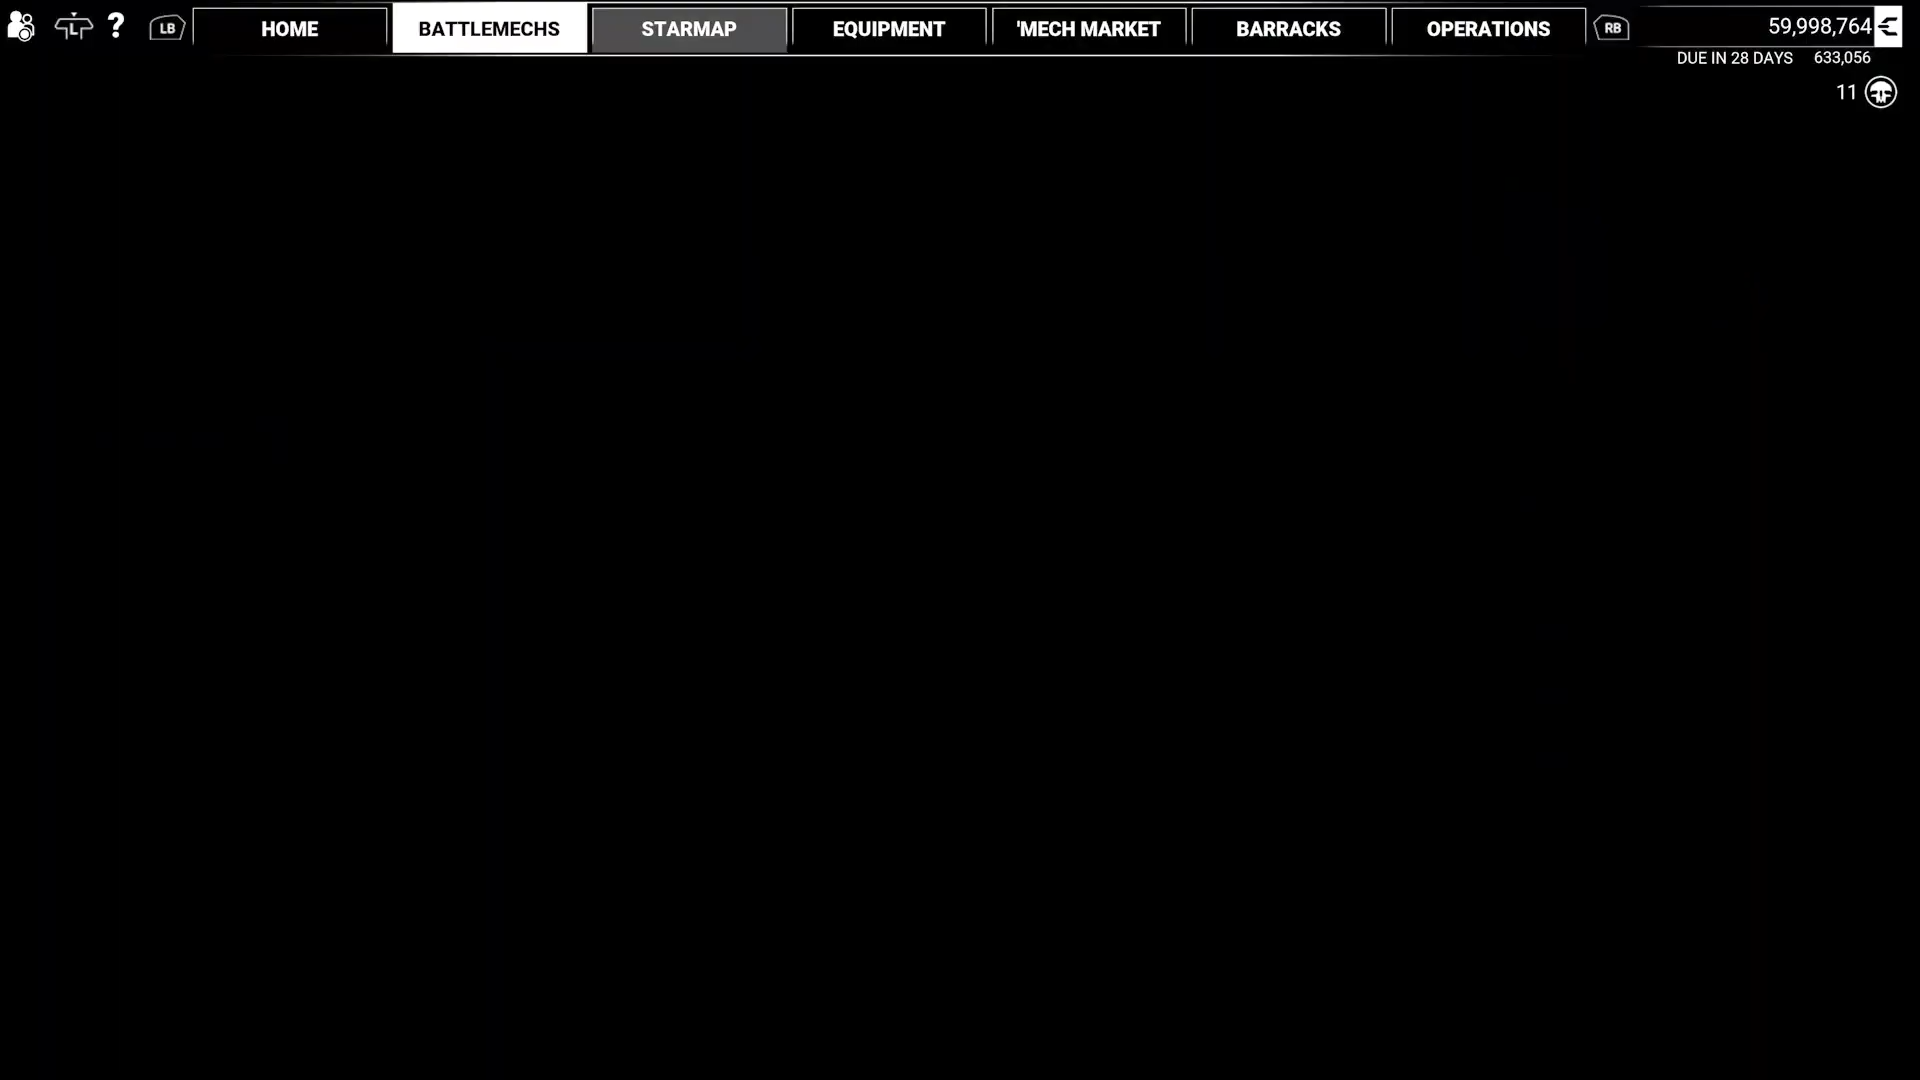 L
?
LB
HOME
BATTLEMECHS
STARMAP
EQUIPMENT
'MECH MARKET
BARRACKS
OPERATIONS
RB
59,998,764
DUE IN 28 DAYS 633,056
11